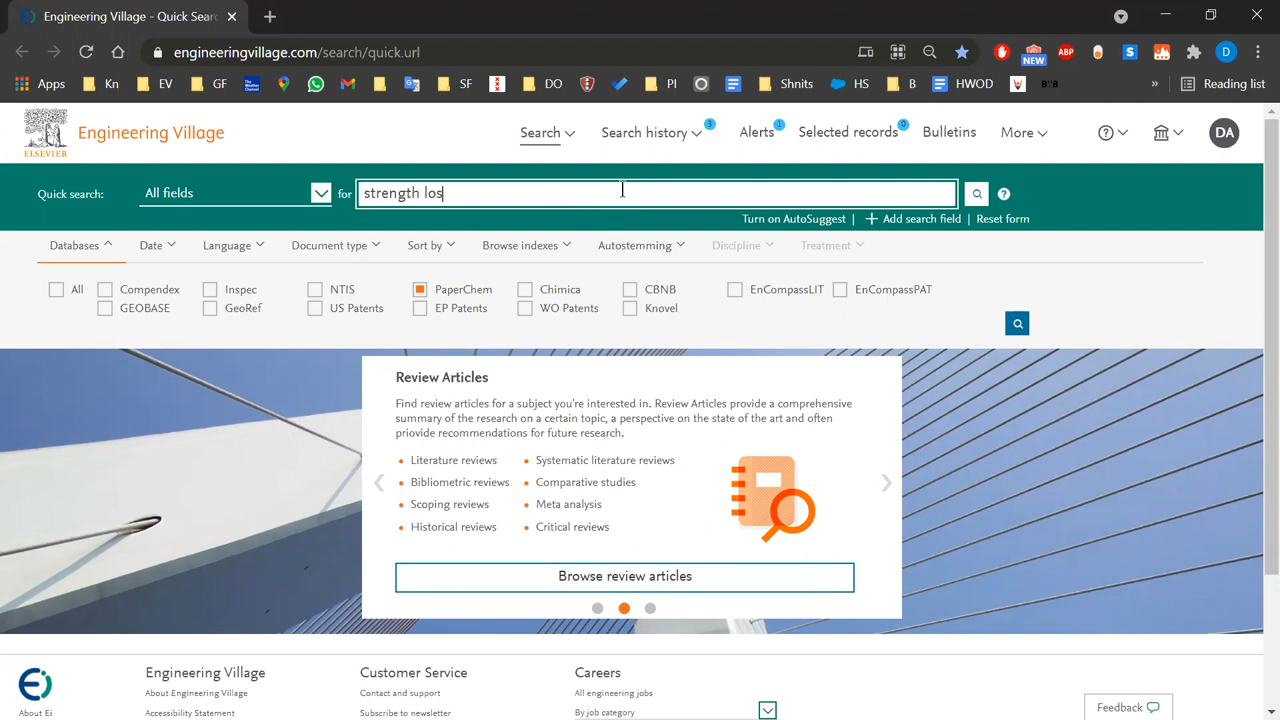 Engineering Village - Quick Sear
engineeringvillage.com/search/quick.url
NEW
ABP
S
D
Apps Kn EV GF SF DO PI Shnits HS B HWOD » Reading list
Engineering Village
ELSEVIER
Search Search history 3 Alerts 1 Selected records 0 Bulletins More ? DA
Quick search: All fields for strength los ?
Turn on AutoSuggest | + Add search field | Reset form
Databases Date Language Document type Sort by Browse indexes Autostemming Discipline Treatment
All Compendex Inspec NTIS PaperChem Chimica CBNB EnCompassLIT EnCompassPAT
GEOBASE GeoRef US Patents EP Patents WO Patents Knovel
Review Articles
Find review articles for a subject you're interested in. Review Articles provide a comprehensive
summary of the research on a certain topic, a perspective on the state of the art and often
priovide recommendations for future research.
• Literature reviews • Systematic literature reviews
• Bibliometric reviews • Comparative studies
• Scoping reviews • Meta analysis
• Historical reviews • Critical reviews
Browse review articles
Engineering Village Customer Service Careers
About Engineering Village Contact and support All engineering jobs
About Ei Accessibility Statement Subscribe to newsletter By job category
Feedback